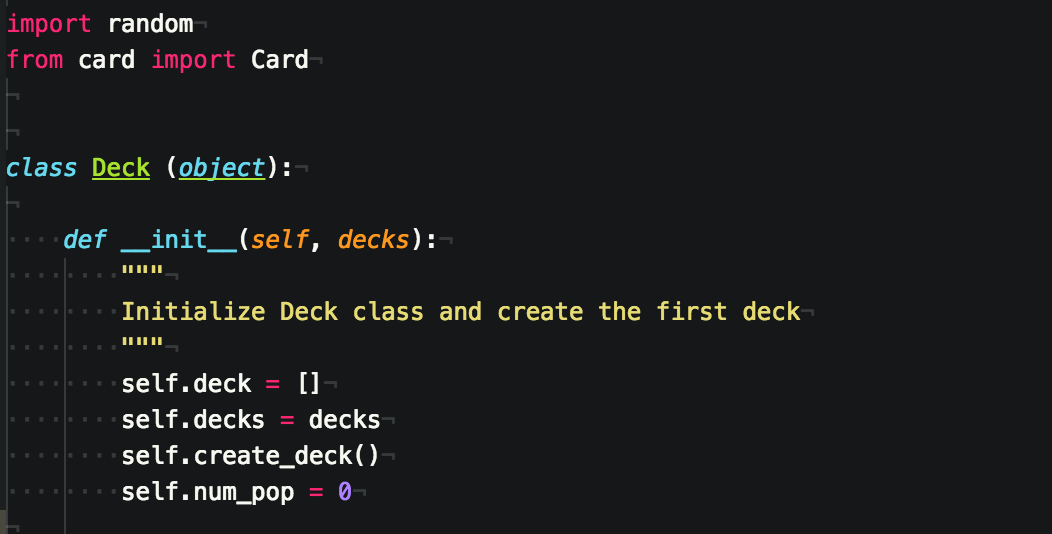 import random
from card import Card
class Deck (object):
def __init__(self, decks):
"""
Initialize Deck class and create the first deck
"""
self.deck = []
self.decks = decks
self.create_deck()
self.num_pop = 0